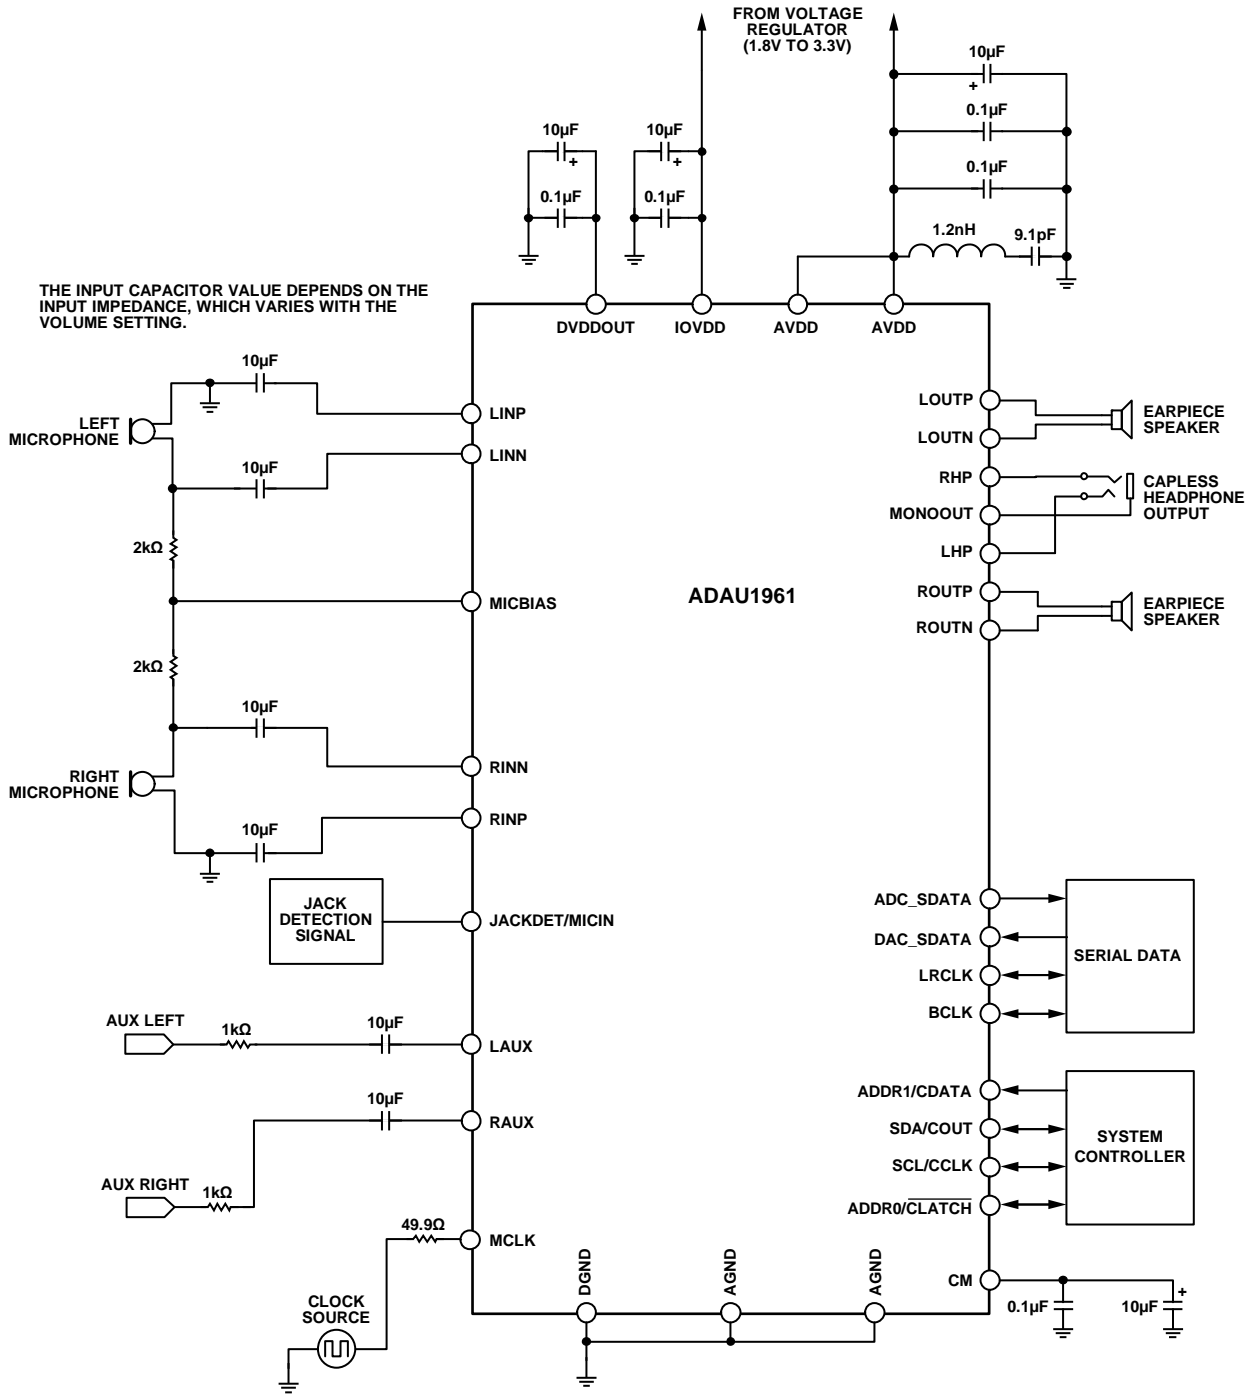 FROM VOLTAGE
REGULATOR
(1.8V TO 3.3V)
10µF
0.1µF
0.1µF
1.2nH
9.1pF
10µF
+
0.1µF
10µF
+
0.1µF
+
THE INPUT CAPACITOR VALUE DEPENDS ON THE
INPUT IMPEDANCE, WHICH VARIES WITH THE
VOLUME SETTING.
DVDDOUT
IOVDD
AVDD
AVDD
10µF
LEFT
MICROPHONE
10µF
2kΩ
2kΩ
10µF
RIGHT
MICROPHONE
10µF
LINP
LINN
MICBIAS
RINN
RINP
JACK
DETECTION
SIGNAL
JACKDET/MICIN
AUX LEFT
1kΩ
10µF
LAUX
10µF
RAUX
AUX RIGHT
1kΩ
49.9Ω
MCLK
CLOCK
SOURCE
ADAU1961
LOUTP
LOUTN
EARPIECE
SPEAKER
RHP
MONOOUT
LHP
CAPLESS
HEADPHONE
OUTPUT
ROUTP
ROUTN
EARPIECE
SPEAKER
ADC_SDATA
DAC_SDATA
LRCLK
BCLK
SERIAL DATA
ADDR1/CDATA
SDA/COUT
SCL/CCLK
ADDR0/CLATCH
SYSTEM
CONTROLLER
DGND
AGND
AGND
CM
0.1µF
10µF
+